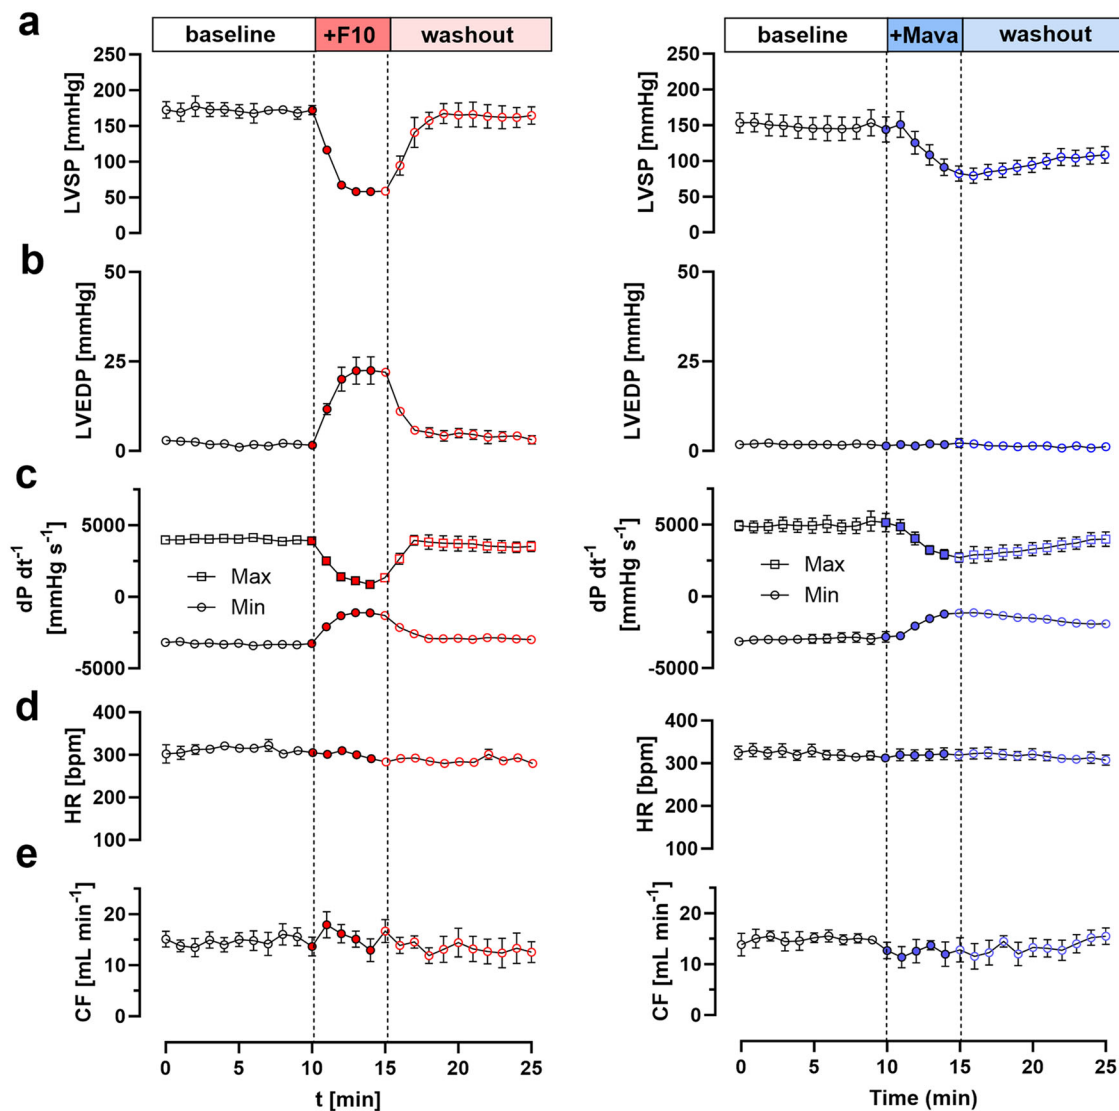 a
baseline +F10 washout
baseline +Mava washout
LVSP [mmHg]
250
200
150
100
50
0
LVSP [mmHg]
250
200
150
100
50
0
b
LVEDP [mmHg]
50
25
0
LVEDP [mmHg]
50
25
0
c
dP dt⁻¹
[mmHg s⁻¹]
5000
0
-5000
Max
Min
dP dt⁻¹
[mmHg s⁻¹]
5000
0
-5000
Max
Min
d
HR [bpm]
400
300
200
100
HR [bpm]
400
300
200
100
e
CF [mL min⁻¹]
20
10
0
CF [mL min⁻¹]
20
10
0
0 5 10 15 20 25
t [min]
0 5 10 15 20 25
Time (min)